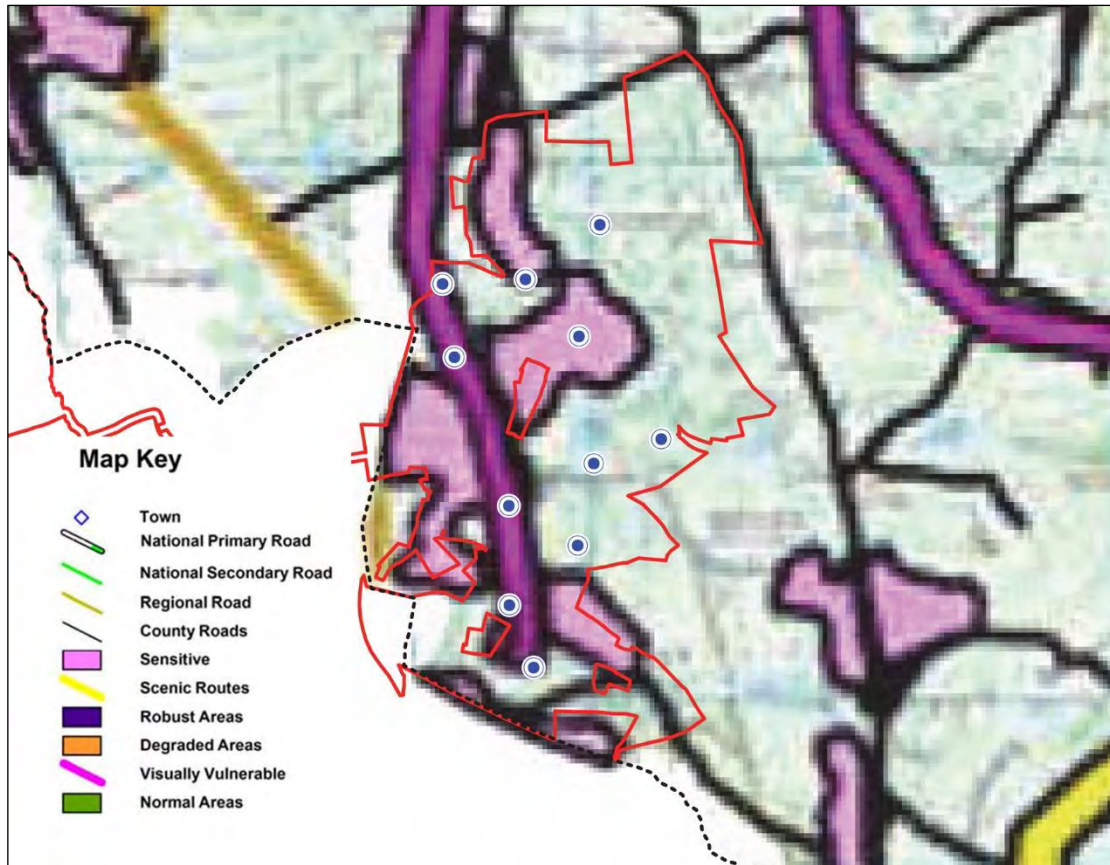 Map Key
Town
National Primary Road
National Secondary Road
Regional Road
County Roads
Sensitive
Scenic Routes
Robust Areas
Degraded Areas
Visually Vulnerable
Normal Areas